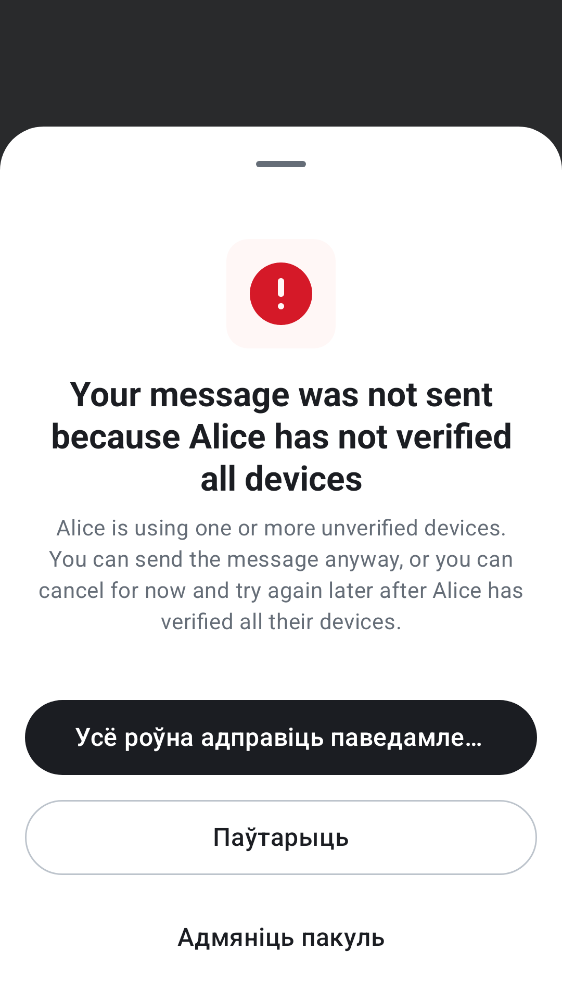 Your message was not sent
because Alice has not verified
all devices
Alice is using one or more unverified devices.
You can send the message anyway, or you can
cancel for now and try again later after Alice has
verified all their devices.
Усё роўна адправіць паведамле…
Паўтарыць
Адмяніць пакуль